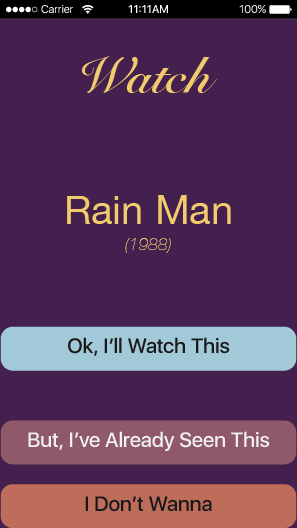 Carrier 11:11AM 100%
Watch
Rain Man
(1988)
Ok, I'll Watch This
But, I've Already Seen This
I Don't Wanna